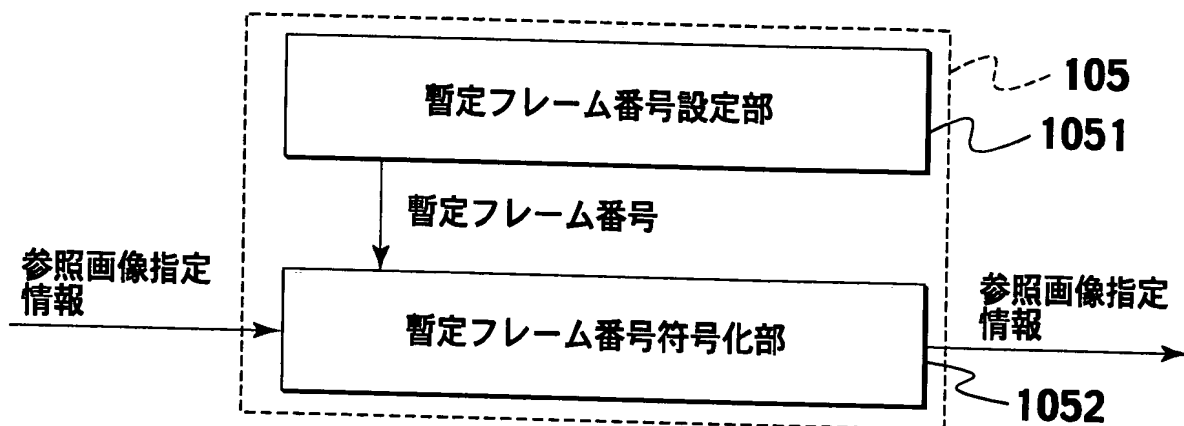 105
暫定フレーム番号設定部
1051
暫定フレーム番号
参照画像指定
情報
暫定フレーム番号符号化部
参照画像指定
情報
1052